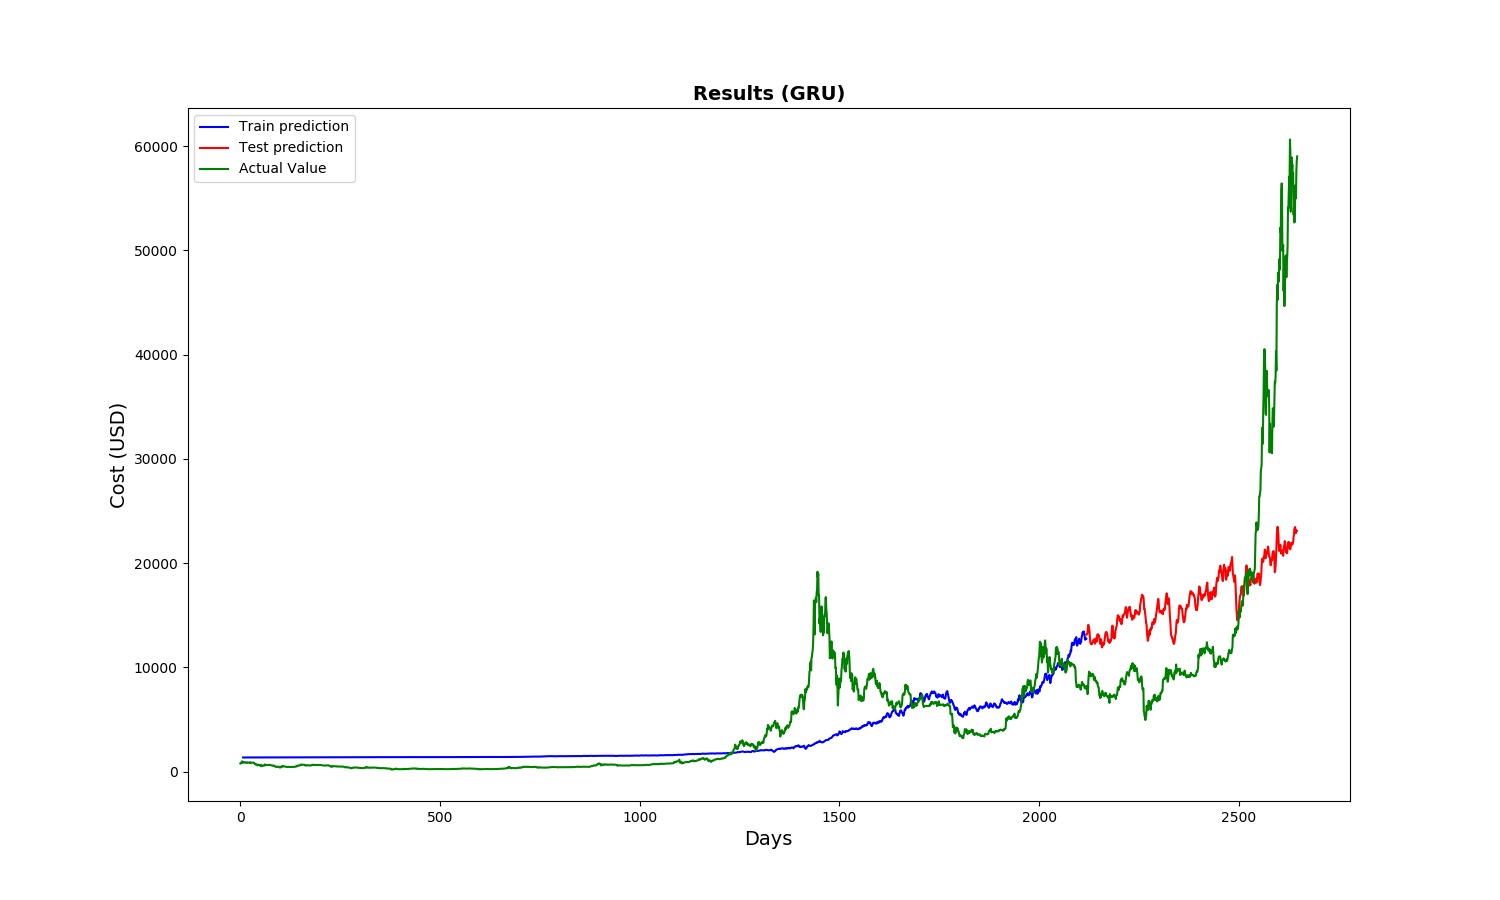 Results (GRU)
Train prediction
Test prediction
Actual Value
60000
50000
40000
30000
20000
10000
0
Cost (USD)
0 500 1000 1500 2000 2500
Days